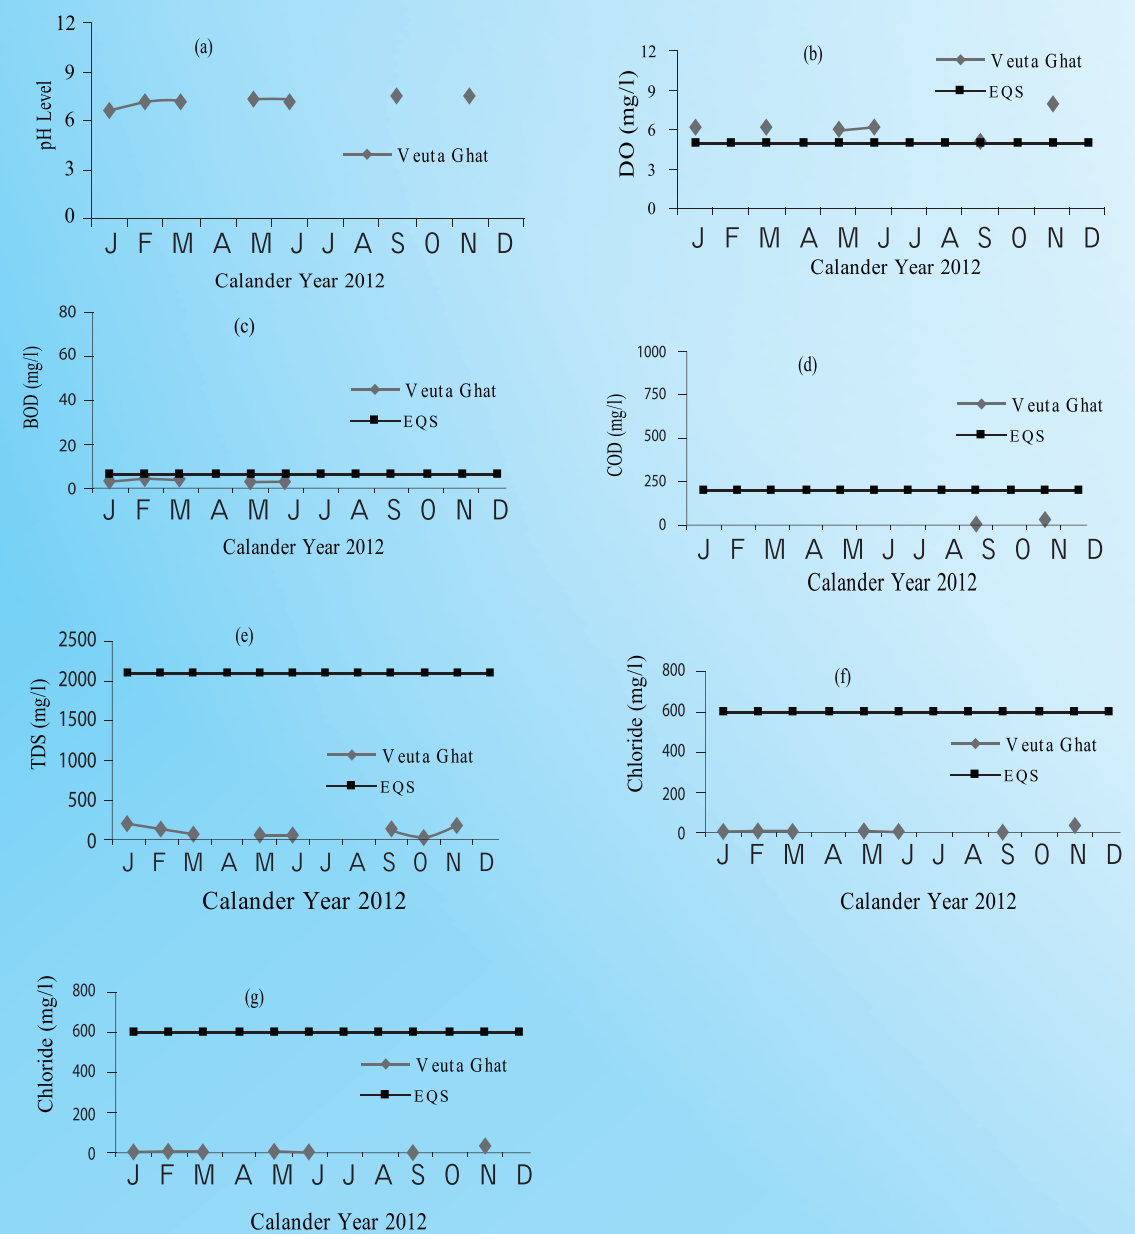 (a)
12
9
6
3
0
pH Level
Veuta Ghat
J F M A M J J A S O N D
Calander Year 2012
(b)
12
9
6
3
0
DO (mg/l)
Veuta Ghat
EQS
J F M A M J J A S O N D
Calander Year 2012
(c)
80
60
40
20
0
BOD (mg/l)
Veuta Ghat
EQS
J F M A M J J A S O N D
Calander Year 2012
(d)
1000
750
500
250
0
COD (mg/l)
Veuta Ghat
EQS
J F M A M J J A S O N D
Calander Year 2012
(e)
2500
2000
1500
1000
500
0
TDS (mg/l)
Veuta Ghat
EQS
J F M A M J J A S O N D
Calander Year 2012
(f)
800
600
400
200
0
Chloride (mg/l)
Veuta Ghat
EQS
J F M A M J J A S O N D
Calander Year 2012
(g)
800
600
400
200
0
Chloride (mg/l)
Veuta Ghat
EQS
J F M A M J J A S O N D
Calander Year 2012